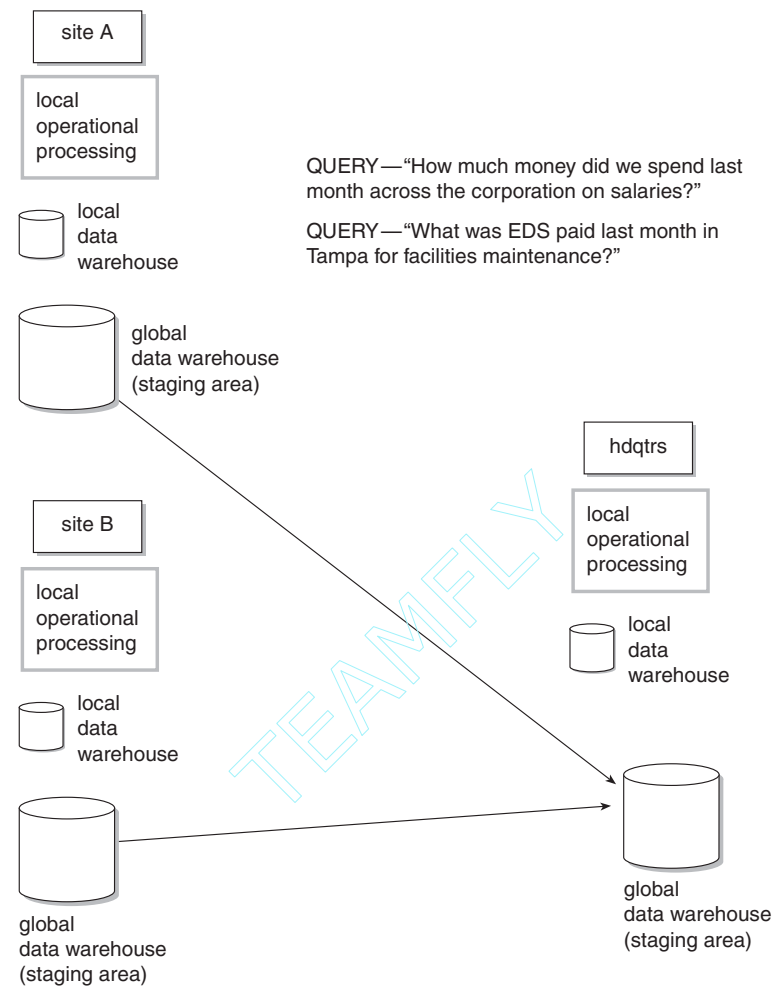 site A
local
operational
processing
QUERY—“How much money did we spend last
month across the corporation on salaries?”
QUERY—“What was EDS paid last month in
Tampa for facilities maintenance?”
local
data
warehouse
global
data warehouse
(staging area)
hdqtrs
local
operational
processing
local
data
warehouse
site B
local
operational
processing
local
data
warehouse
TEAMFLY
global
data warehouse
(staging area)
global
data warehouse
(staging area)